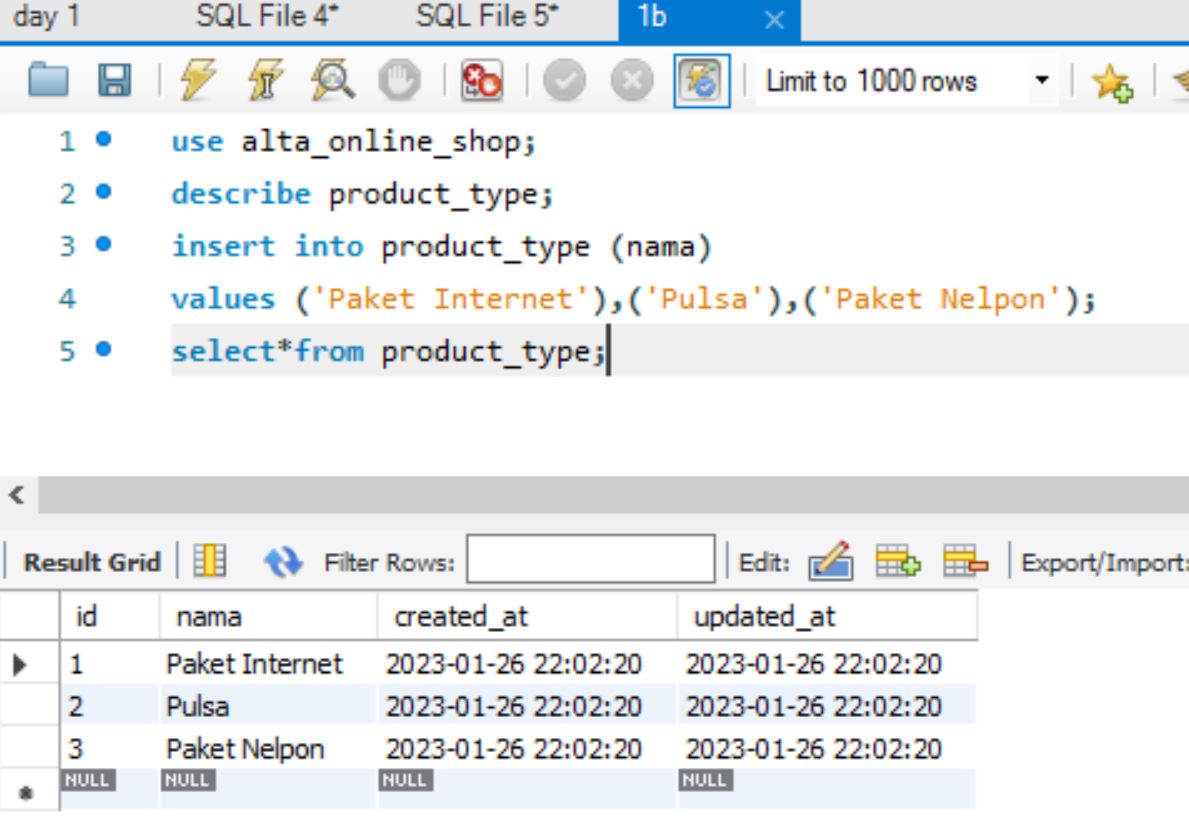 day 1 SQL File 4* SQL File 5* 1b ×
Limit to 1000 rows
1 use alta_online_shop;
2 describe product_type;
3 insert into product_type (nama)
4 values ('Paket Internet'),('Pulsa'),('Paket Nelpon');
5 select*from product_type;
Result Grid Filter Rows: Edit: Export/Import:
id nama created_at updated_at
1 Paket Internet 2023-01-26 22:02:20 2023-01-26 22:02:20
2 Pulsa 2023-01-26 22:02:20 2023-01-26 22:02:20
3 Paket Nelpon 2023-01-26 22:02:20 2023-01-26 22:02:20
NULL NULL NULL NULL